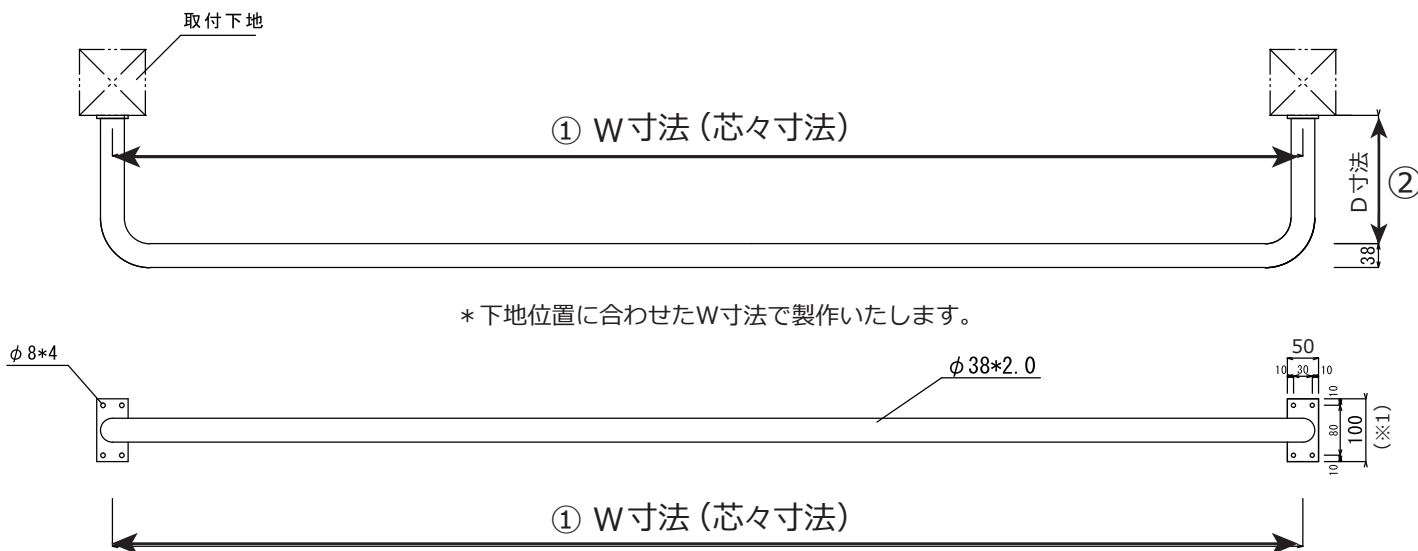 取付下地
① W寸法 (芯々寸法)
D寸法
②
38
*下地位置に合わせたW寸法で製作いたします。
φ8*4
φ38*2.0
50
10 30 10
10
80
10
100
(※1)
① W寸法 (芯々寸法)